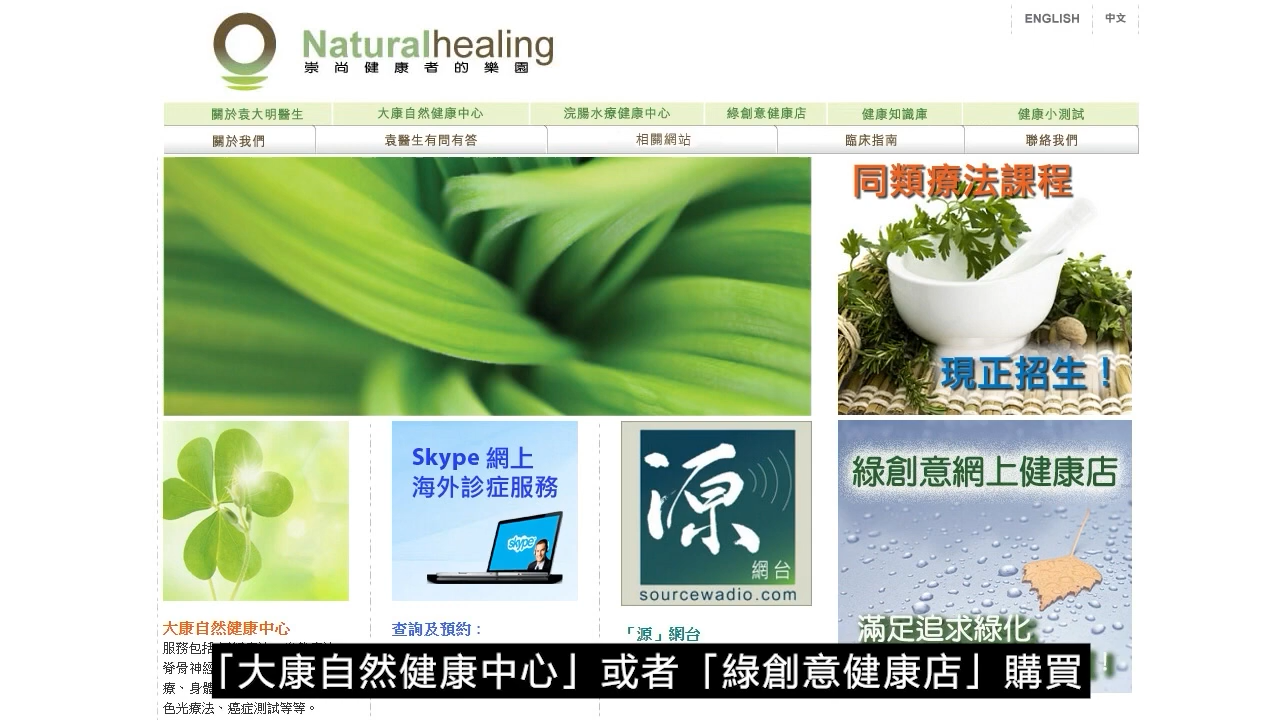 ENGLISH 中文
Naturalhealing
崇尚健康者的樂園
關於袁大明醫生 大康自然健康中心 浣腸水療健康中心 綠創意健康店 健康知識庫 健康小測試
關於我們 袁醫生有問有答 相關網站 臨床指南 聯絡我們
同類療法課程
現正招生！
Skype 網上
海外診症服務
skype
源
網台
sourcewadio.com
綠創意網上健康店
滿足追求綠化
大康自然健康中心
查詢及預約：
「源」網台
服務包括
脊骨神經
療、身體
色光療法、癌症測試等等。
「大康自然健康中心」或者「綠創意健康店」購買